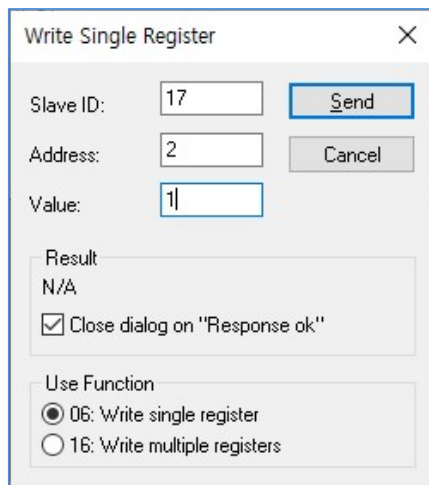 Write Single Register
Slave ID: 17 Send
Address: 2 Cancel
Value: 1
Result
N/A
Close dialog on "Response ok"
Use Function
06: Write single register
16: Write multiple registers